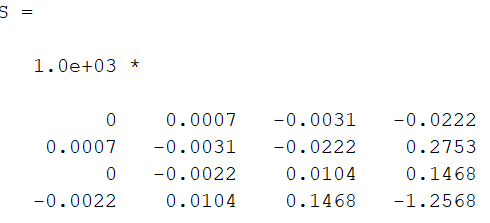 S =
1.0e+03 *
0 0.0007 -0.0031 -0.0222
0.0007 -0.0031 -0.0222 0.2753
0 -0.0022 0.0104 0.1468
-0.0022 0.0104 0.1468 -1.2568